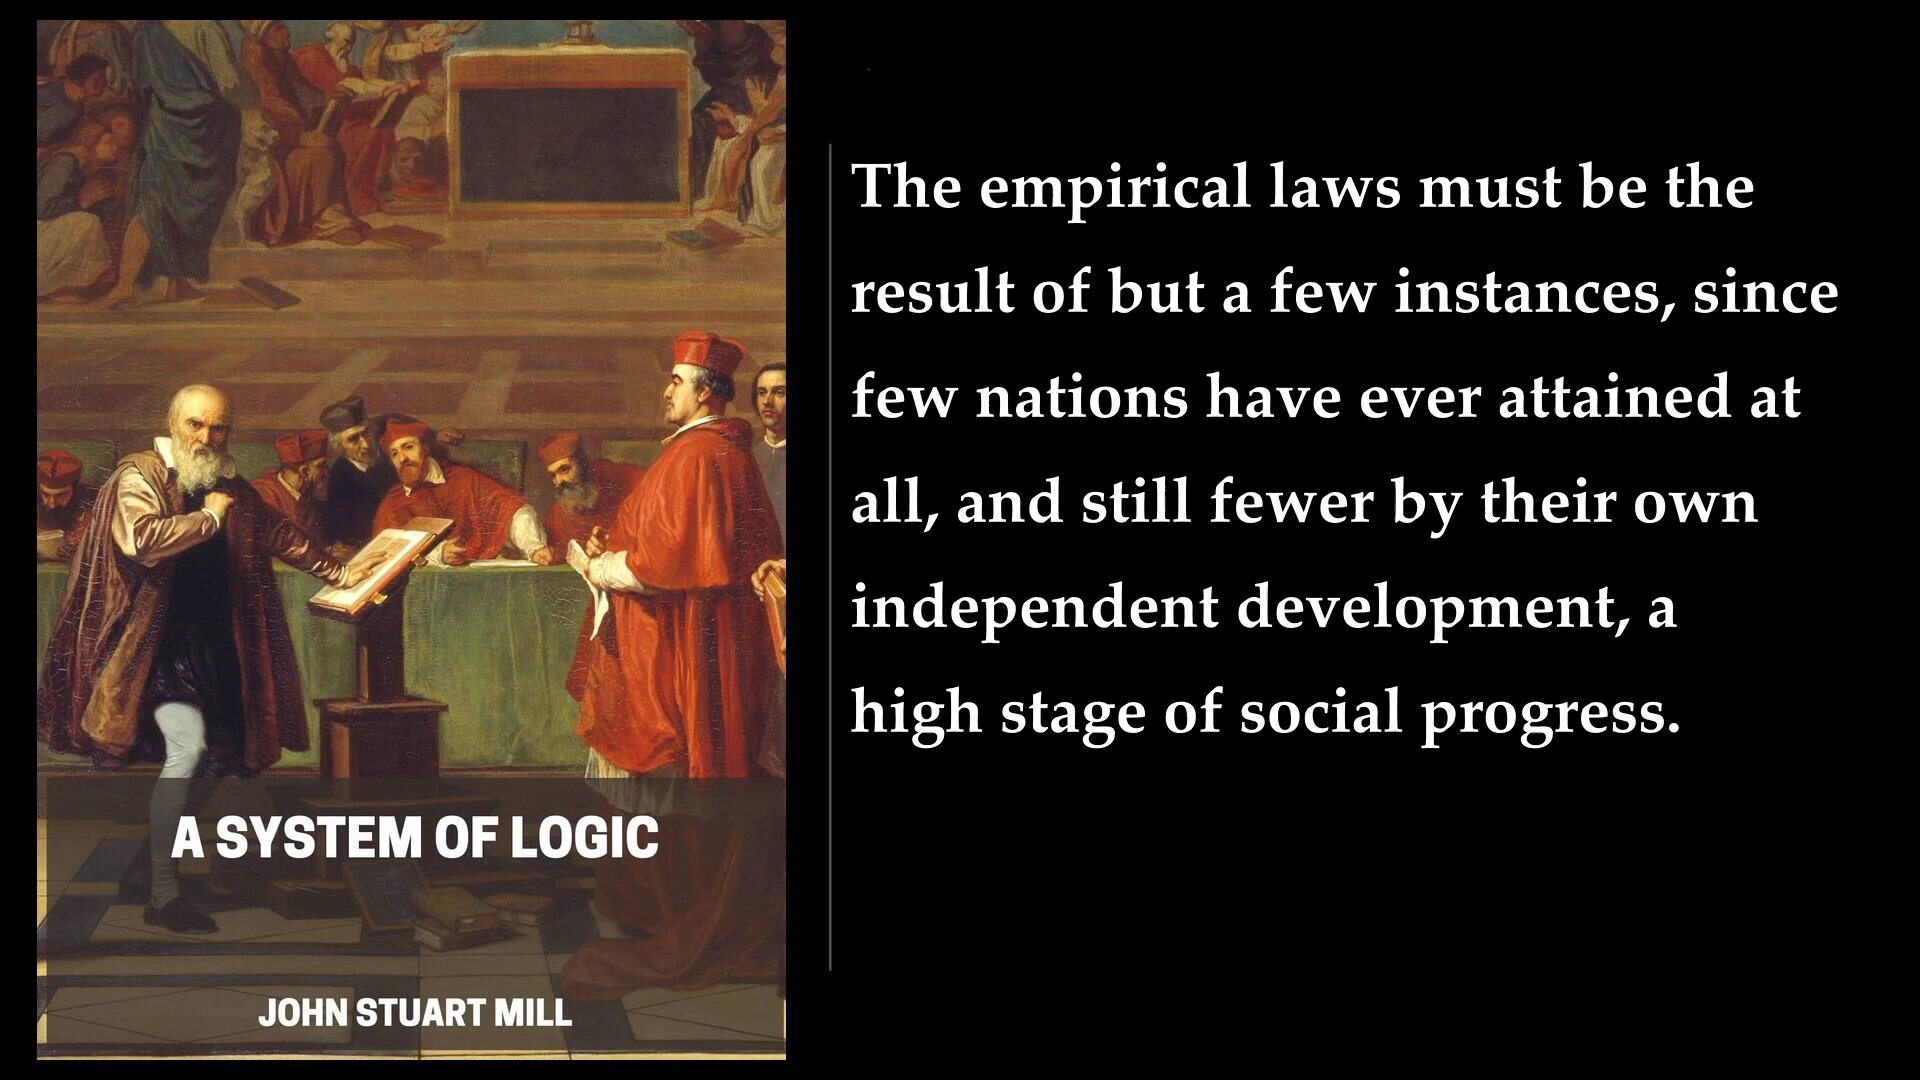 A SYSTEM OF LOGIC
JOHN STUART MILL
The empirical laws must be the
result of but a few instances, since
few nations have ever attained at
all, and still fewer by their own
independent development, a
high stage of social progress.